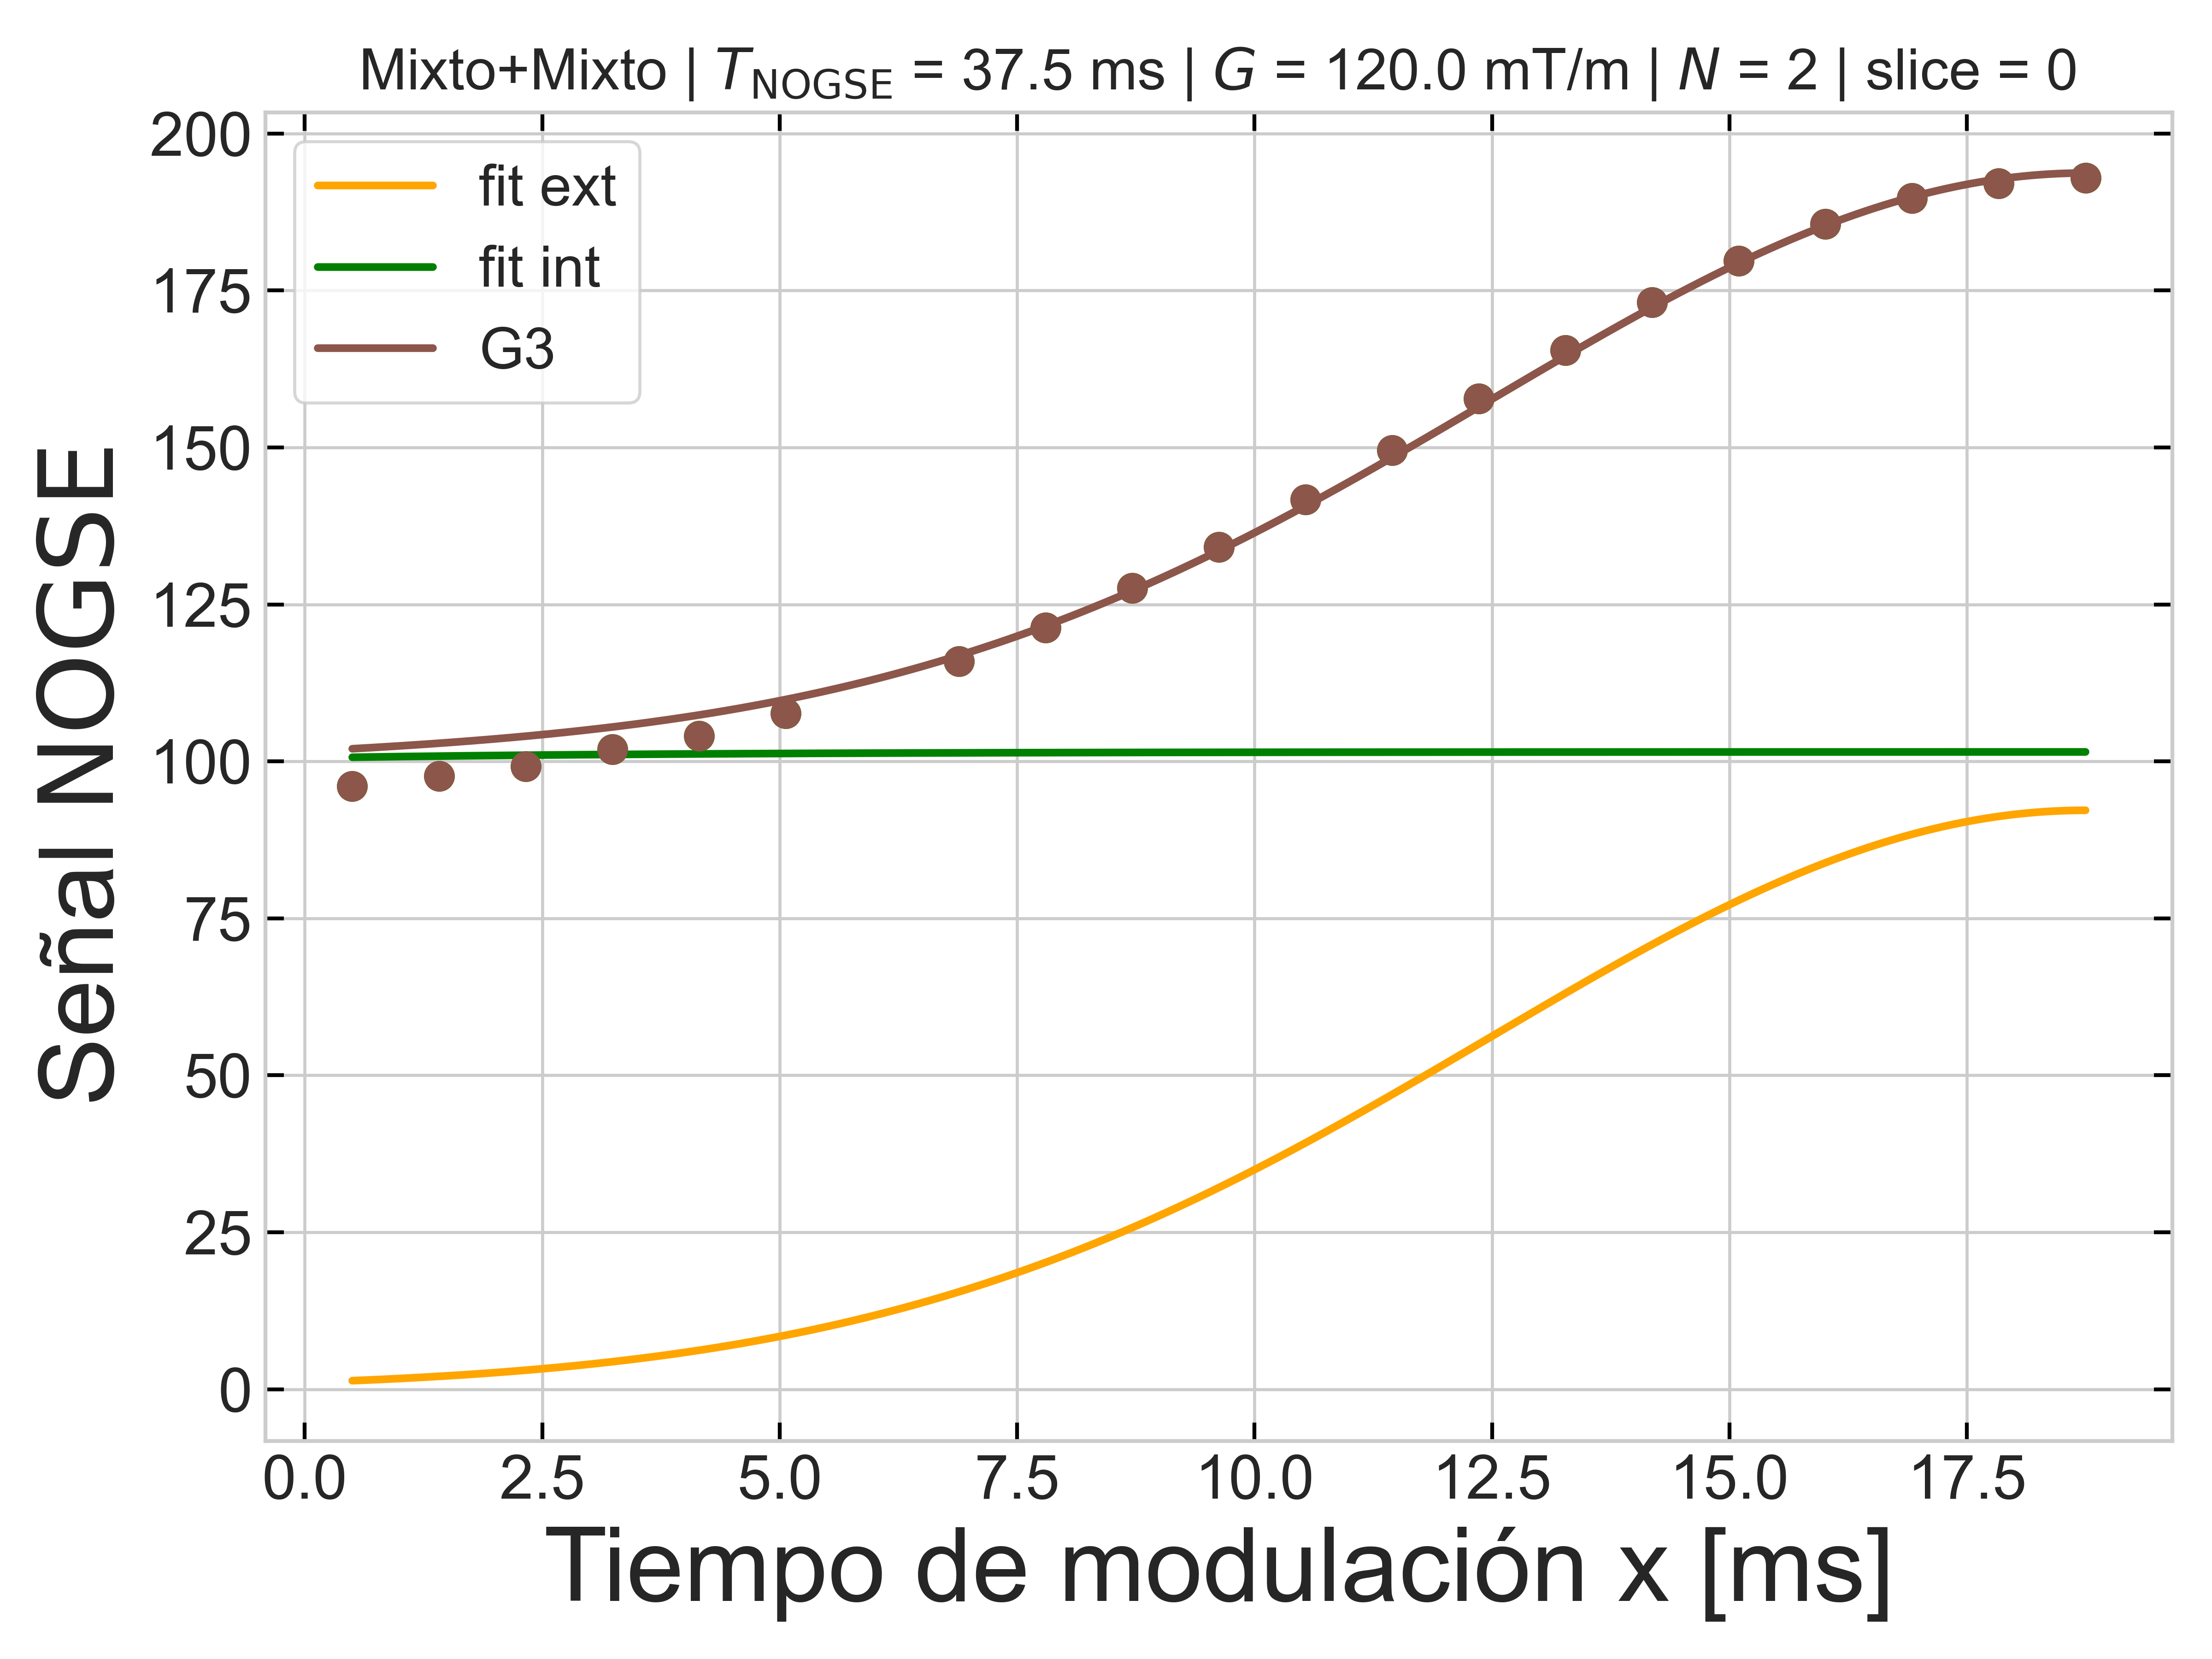 Mixto+Mixto | T_NOGSE = 37.5 ms | G = 120.0 mT/m | N = 2 | slice = 0
fit ext
fit int
G3
Señal NOGSE
200
175
150
125
100
75
50
25
0
0.0 2.5 5.0 7.5 10.0 12.5 15.0 17.5
Tiempo de modulación x [ms]